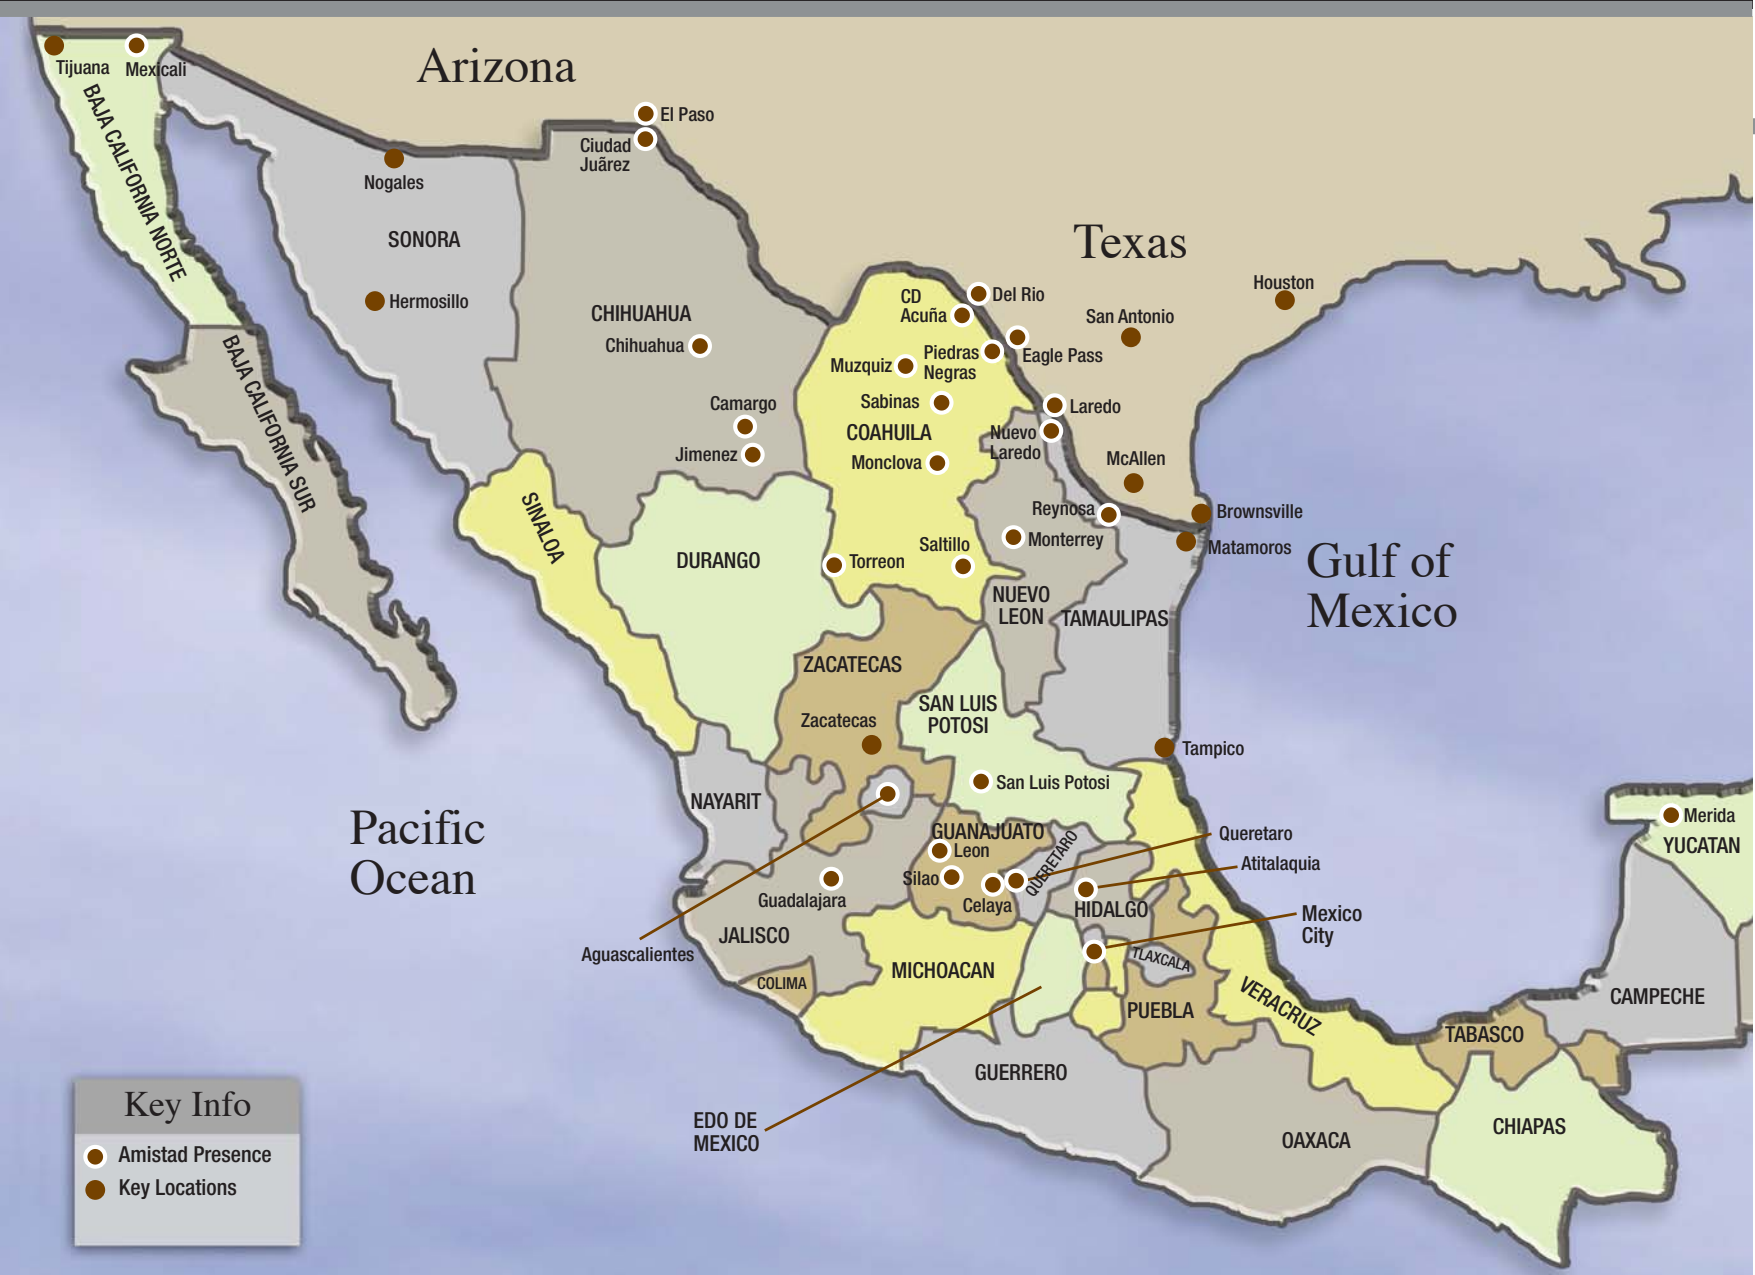 Arizona
Tijuana
Mexicali
BAJA CALIFORNIA NORTE
El Paso
Ciudad
Juãrez
Nogales
SONORA
Hermosillo
Texas
Houston
San Antonio
CD
Acuña
Del Rio
CHIHUAHUA
Chihuahua
Muzquiz
Piedras
Negras
Eagle Pass
BAJA CALIFORNIA SUR
Camargo
Jimenez
Sabinas
COAHUILA
Monclova
Laredo
Nuevo
Laredo
McAllen
Reynosa
Brownsville
Matamoros
Monterrey
SINALOA
DURANGO
Torreon
Saltillo
Gulf of
Mexico
NUEVO
LEON
TAMAULIPAS
ZACATECAS
Zacatecas
SAN LUIS
POTOSI
San Luis Potosi
Tampico
NAYARIT
Pacific
Ocean
GUANAJUATO
Leon
Silao
Celaya
QUERETARO
Queretaro
Atitalaquia
Merida
YUCATAN
Guadalajara
JALISCO
Aguascalientes
COLIMA
MICHOACAN
HIDALGO
Mexico
City
TLAXCALA
PUEBLA
VERACRUZ
CAMPECHE
TABASCO
GUERRERO
EDO DE
MEXICO
OAXACA
CHIAPAS
Key Info
Amistad Presence
Key Locations